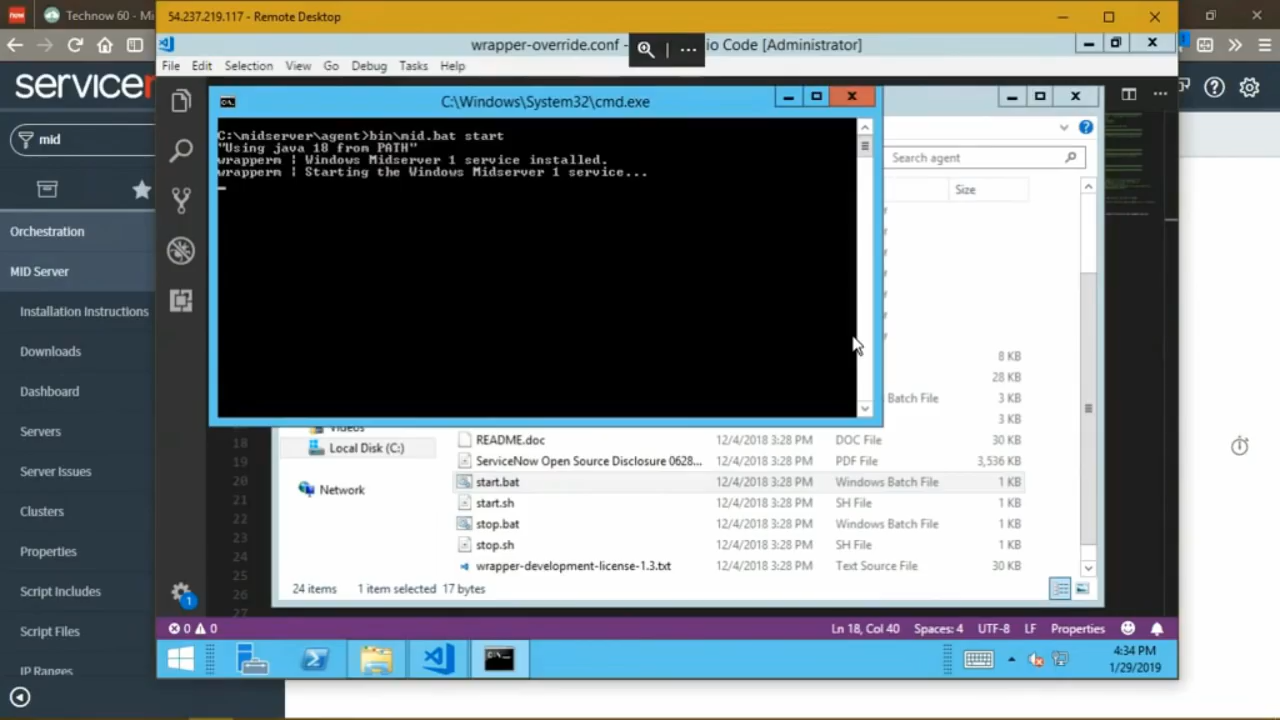 now
Technow 60 - Mi
54.237.219.117 - Remote Desktop
wrapper-override.conf -
io Code [Administrator]
File Edit Selection View Go Debug Tasks Help
service
mid
C:\Windows\System32\cmd.exe
C:\midserver\agent>bin\mid.bat start
"Using java 18 from PATH"
wrapperm | Windows Midserver 1 service installed.
wrapperm | Starting the Windows Midserver 1 service...
Search agent
Size
Orchestration
MID Server
Installation Instructions
Downloads
Dashboard
Servers
Server Issues
Clusters
Properties
Script Includes
Script Files
IP Ranges
8 KB
28 KB
Batch File 3 KB
3 KB
Videos
Local Disk (C:)
Network
README.doc 12/4/2018 3:28 PM DOC File 30 KB
ServiceNow Open Source Disclosure 0628... 12/4/2018 3:28 PM PDF File 3,536 KB
start.bat 12/4/2018 3:28 PM Windows Batch File 1 KB
start.sh 12/4/2018 3:28 PM SH File 1 KB
stop.bat 12/4/2018 3:28 PM Windows Batch File 1 KB
stop.sh 12/4/2018 3:28 PM SH File 1 KB
wrapper-development-license-1.3.txt 12/4/2018 3:28 PM Text Source File 30 KB
24 items 1 item selected 17 bytes
18
19
20
21
22
23
24
25
26
27
1
0 0
Ln 18, Col 40 Spaces: 4 UTF-8 LF Properties
4:34 PM
1/29/2019